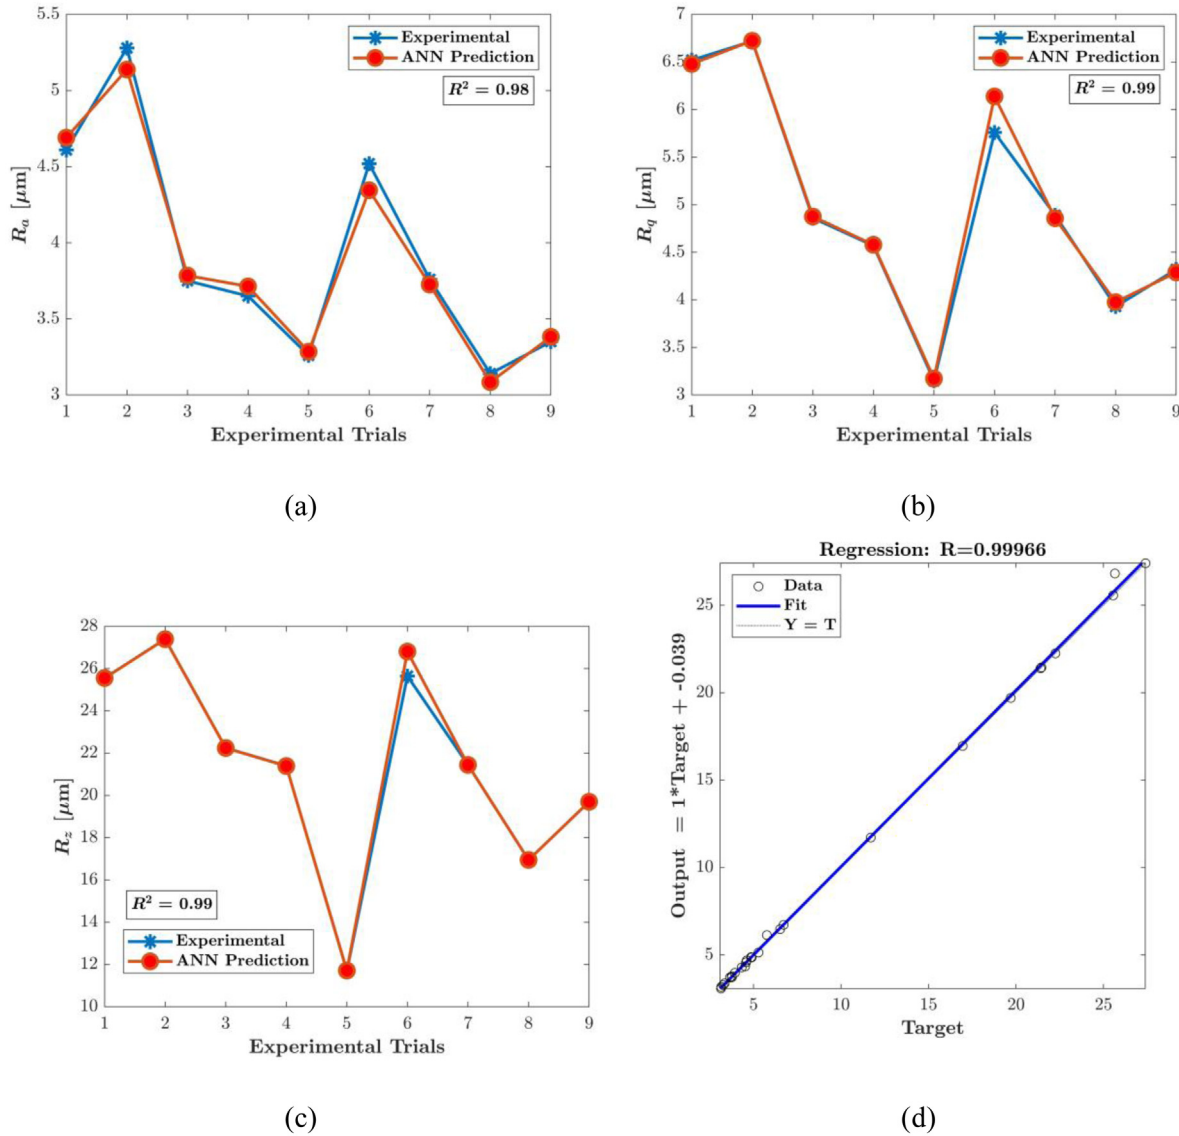 5.5
5
4.5
4
3.5
3
R_a [μm]
1 2 3 4 5 6 7 8 9
Experimental Trials
Experimental
ANN Prediction
R² = 0.98
(a)
7
6.5
6
5.5
5
4.5
4
3.5
3
R_q [μm]
1 2 3 4 5 6 7 8 9
Experimental Trials
Experimental
ANN Prediction
R² = 0.99
(b)
28
26
24
22
20
18
16
14
12
10
R_z [μm]
1 2 3 4 5 6 7 8 9
Experimental Trials
R² = 0.99
Experimental
ANN Prediction
(c)
Regression: R=0.99966
Data
Fit
Y = T
25
20
15
10
5
Output = 1*Target + -0.039
5 10 15 20 25
Target
(d)